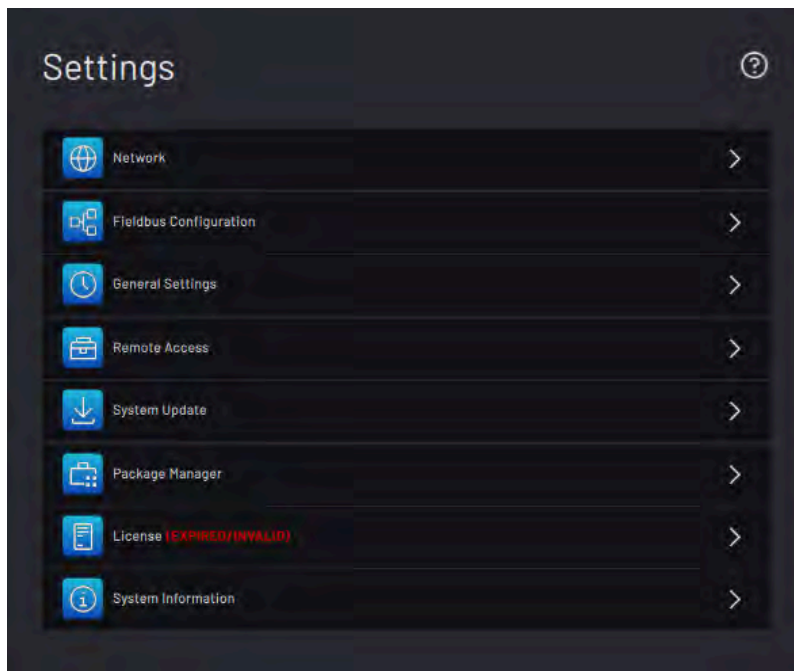 Settings
?
Network
Fieldbus Configuration
General Settings
Remote Access
System Update
Package Manager
License (EXPIRED/INVALID)
System Information